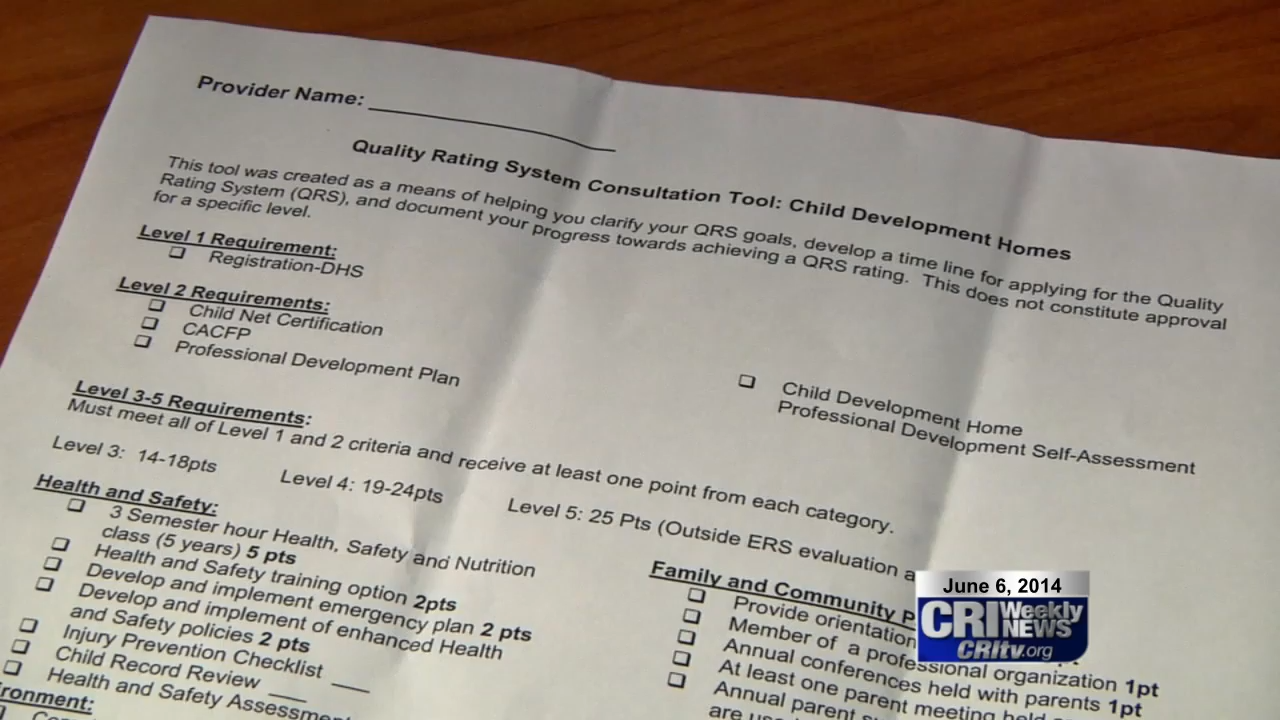 Provider Name:
Quality Rating System Consultation Tool: Child Development Homes
This tool was created as a means of helping you clarify your QRS goals, develop a time line for applying for the Quality
Rating System (QRS), and document your progress towards achieving a QRS rating. This does not constitute approval
for a specific level.
Level 1 Requirement:
Registration-DHS
Level 2 Requirements:
Child Net Certification
CACFP
Professional Development Plan
Child Development Home
Professional Development Self-Assessment
Level 3-5 Requirements:
Must meet all of Level 1 and 2 criteria and receive at least one point from each category.
Level 3: 14-18pts
Level 4: 19-24pts
Level 5: 25 Pts (Outside ERS evaluation
Health and Safety:
3 Semester hour Health, Safety and Nutrition
class (5 years) 5 pts
Health and Safety training option 2pts
Develop and implement emergency plan 2 pts
Develop and implement of enhanced Health
and Safety policies 2 pts
Injury Prevention Checklist
Child Record Review
Health and Safety
Family and Community
Provide orientation
Member of a professional organization 1pt
Annual conferences held with parents 1pt
At least one parent meeting
Annual parent
are
June 6, 2014
CRI Weekly
NEWS
CRItv.org